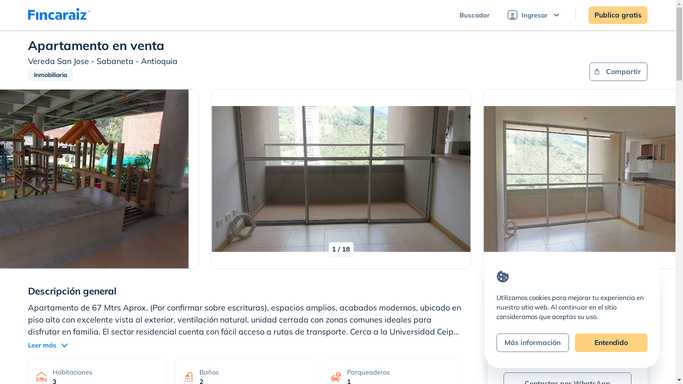 Fincaraiz
Buscador
Ingresar
Publica gratis
Apartamento en venta
Vereda San Jose - Sabaneta - Antioquia
Inmobiliaria
Compartir
1 / 18
Descripción general
Apartamento de 67 Mtrs Aprox. (Por confirmar sobre escrituras), espacios amplios, acabados modernos, ubicado en
piso alto con excelente vista al exterior, ventilación natural, unidad cerrada con zonas comunes ideales para
disfrutar en familia. El sector residencial cuenta con fácil acceso a rutas de transporte. Cerca a la Universidad Ceip...
Leer más
Habitaciones
3
Baños
2
Parqueaderos
1
Utilizamos cookies para mejorar tu experiencia en
nuestro sitio web. Al continuar en el sitio
consideramos que aceptas su uso.
Más información
Entendido
Contactar por WhatsApp